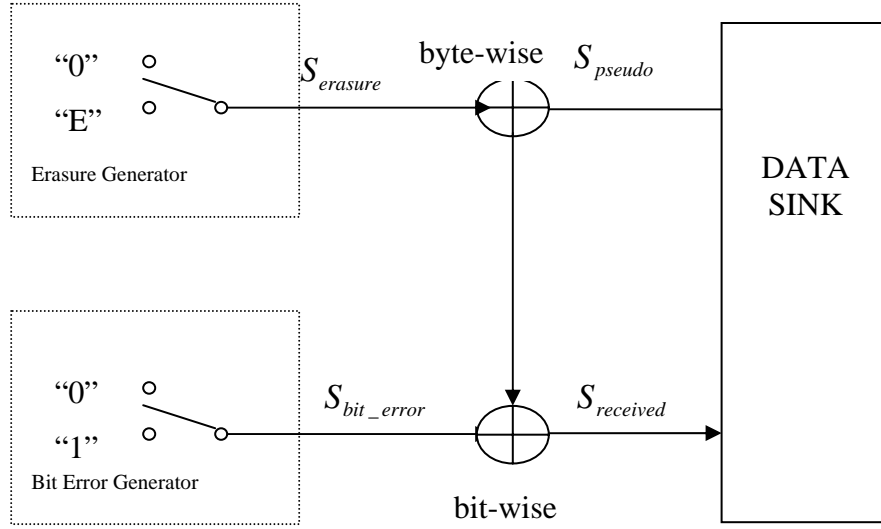 “0”
“E”
Erasure Generator
S_erasure
byte-wise
S_pseudo
DATA
SINK
“0”
“1”
Bit Error Generator
S_bit_error
S_received
bit-wise